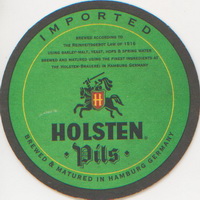 IMPORTED
BREWED ACCORDING TO
THE REINHEITSGEBOT LAW OF 1516
USING BARLEY MALT, YEAST, HOPS & SPRING WATER
BREWED AND MATURED USING THE FINEST INGREDIENTS AT
THE HOLSTEN-BRAUEREI IN HAMBURG GERMANY
H
HOLSTEN
Pils
BREWED & MATURED IN HAMBURG GERMANY